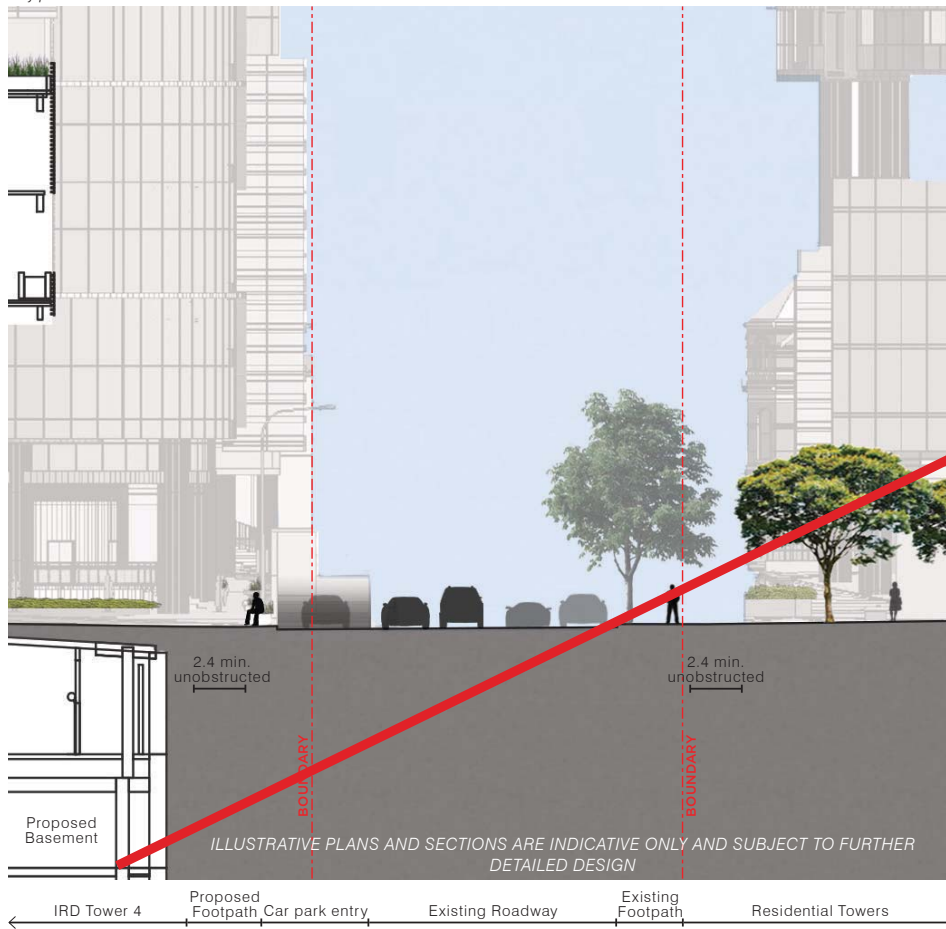 2.4 min.
unobstructed
2.4 min.
unobstructed
BOUNDARY
BOUNDARY
Proposed
Basement
ILLUSTRATIVE PLANS AND SECTIONS ARE INDICATIVE ONLY AND SUBJECT TO FURTHER
DETAILED DESIGN
IRD Tower 4
Proposed
Footpath
Car park entry
Existing Roadway
Existing
Footpath
Residential Towers